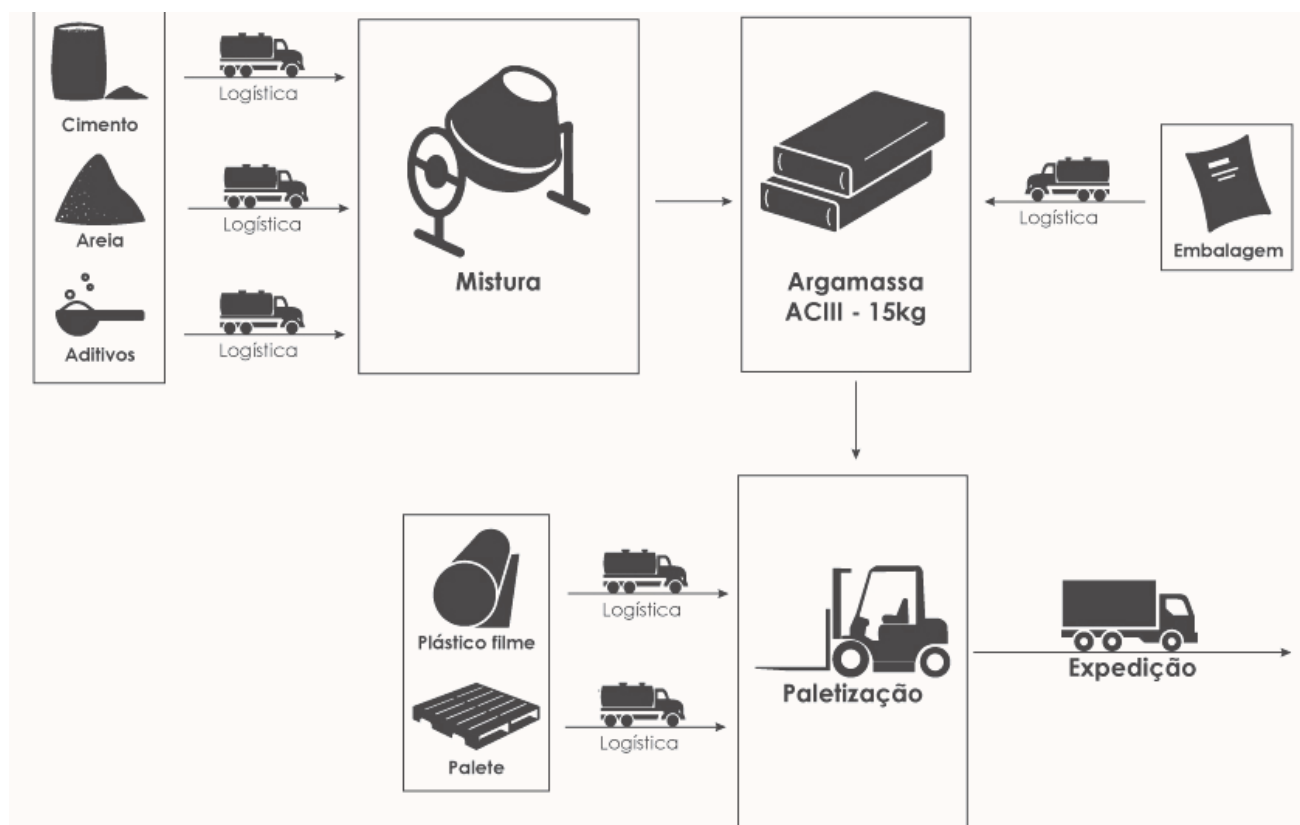 Logística
Cimento
Logística
Areia
Logística
Aditivos
Mistura
Argamassa
ACIII - 15kg
Logística
Embalagem
Plástico filme
Logística
Palete
Logística
Paletização
Expedição